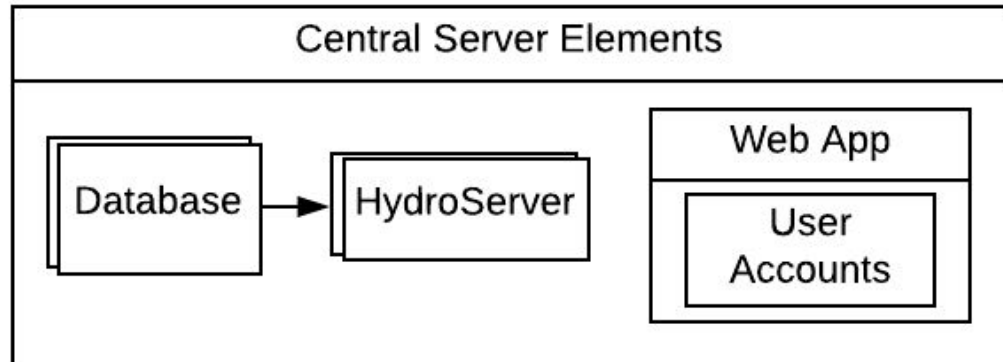 Central Server Elements
Database
HydroServer
Web App
User
Accounts